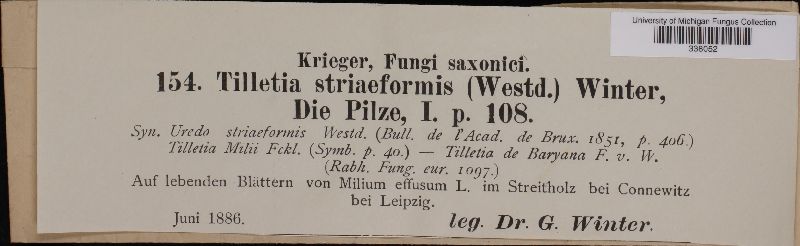 University of Michigan Fungus Collection
336052
Krieger, Fungi saxonici.
154. Tilletia striaeformis (Westd.) Winter,
Die Pilze, I. p. 108.
Syn. Uredo striaeformis Westd. (Bull. de l'Acad. de Brux. 1851, p. 406.)
Tilletia Milii Fckl. (Symb. p. 40.) — Tilletia de Baryana F. v. W.
(Rabh. Fung. eur. 1097.)
Auf lebenden Blättern von Milium effusum L. im Streitholz bei Connewitz
bei Leipzig.
Juni 1886. leg. Dr. G. Winter.